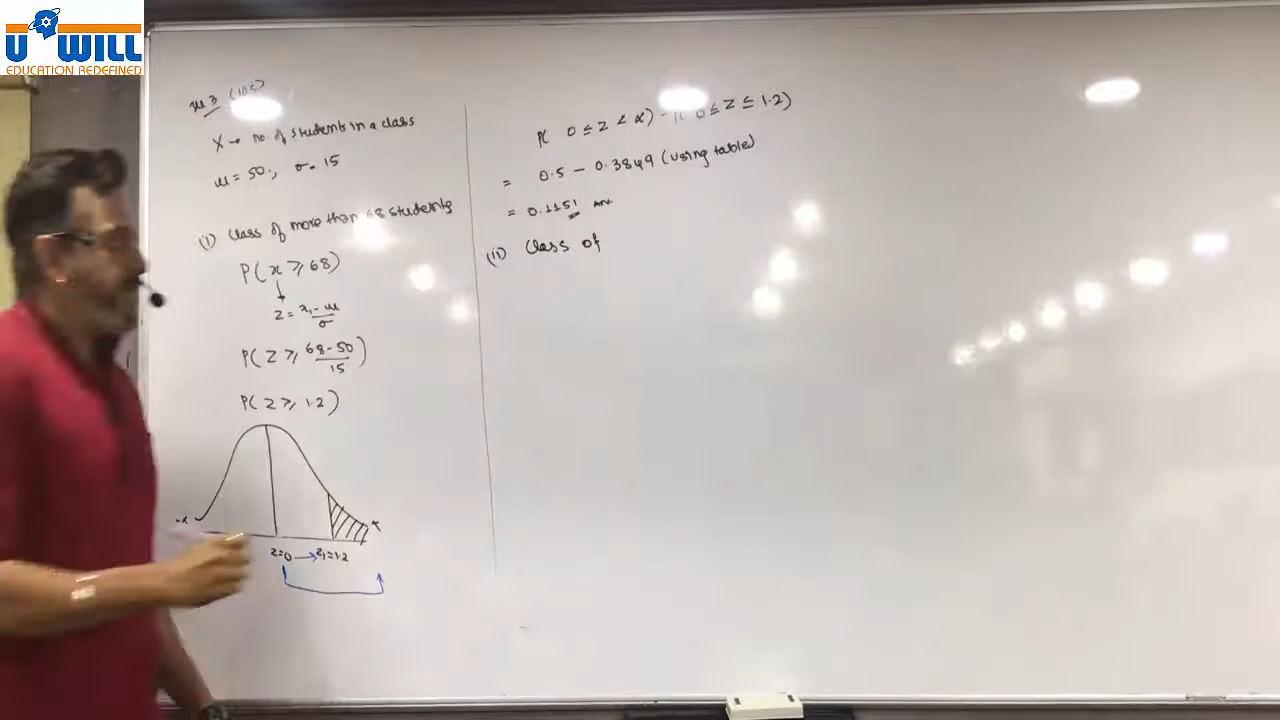 U WILL
EDUCATION REDEFINED
X → no. of students in a class
μ = 50, σ = 15
(i) Class of more than 68 students
P(x ⩾ 68)
↓
Z = x₁ - μ / σ
P(Z ⩾ 68-50 / 15)
P(Z ⩾ 1.2)
-∝ ∝
Z=0 → Z₁=1.2
P( 0 ≤ Z < ∝) - P( 0 ≤ Z ≤ 1.2)
= 0.5 - 0.3849 (using table)
= 0.1151 ans.
(ii) Class of